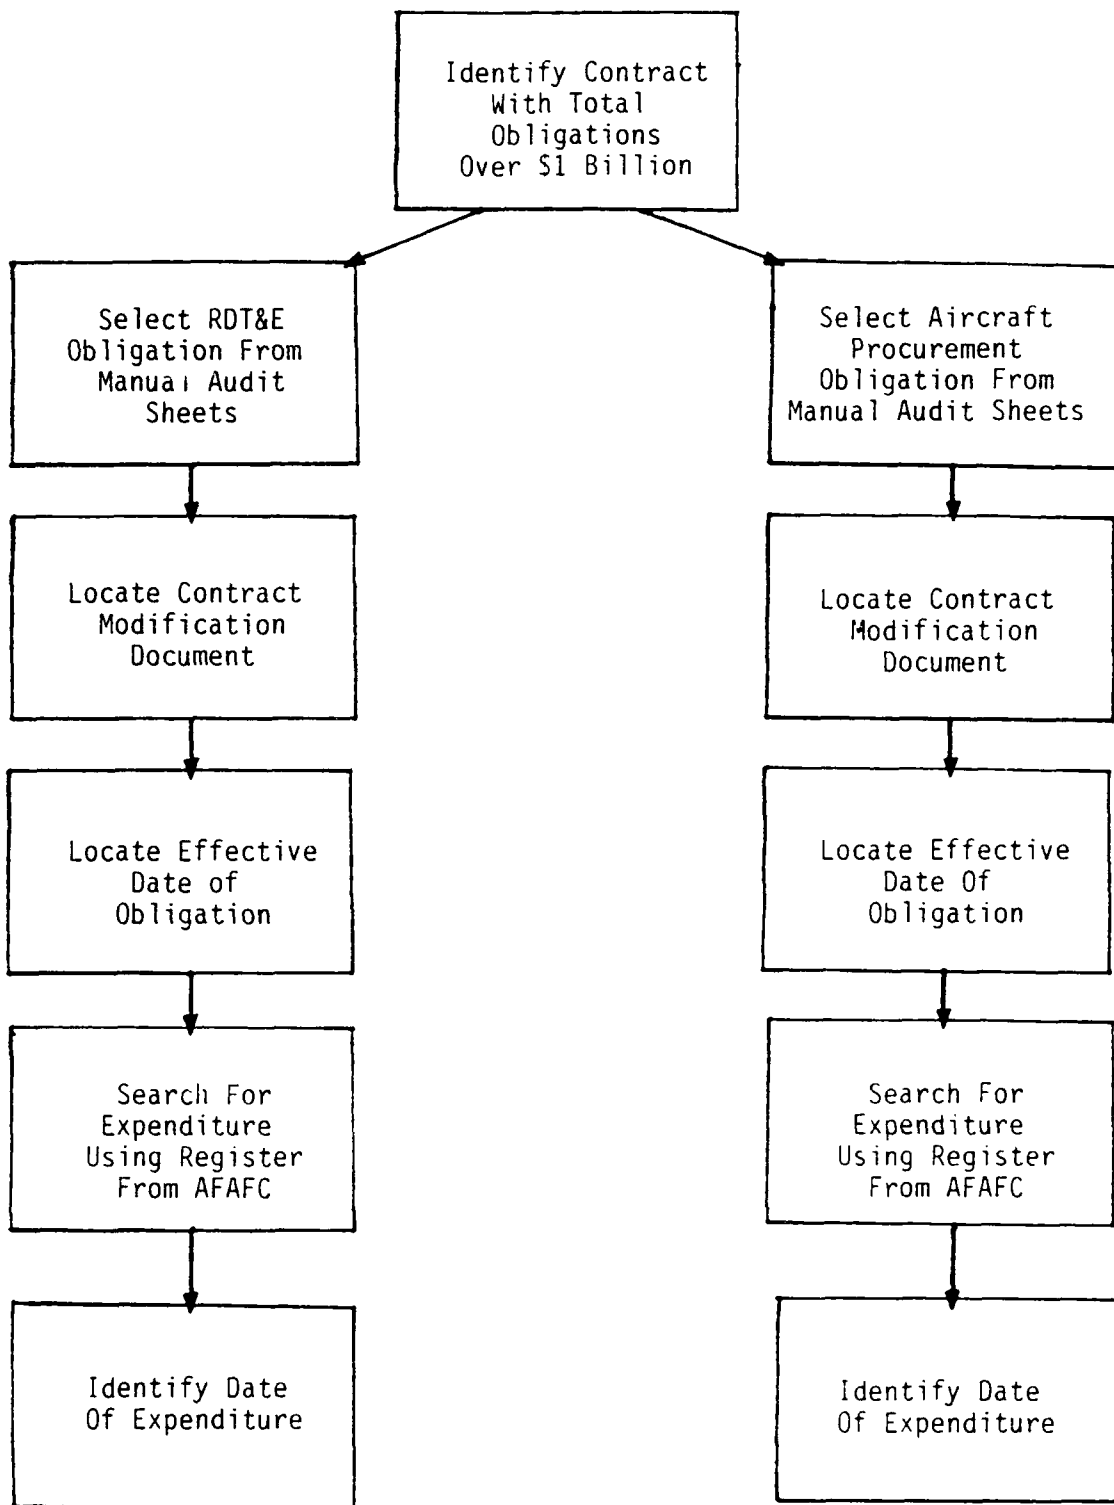 Identify Contract
With Total
Obligations
Over $1 Billion
Select RDT&E
Obligation From
Manual Audit
Sheets
Select Aircraft
Procurement
Obligation From
Manual Audit Sheets
Locate Contract
Modification
Document
Locate Contract
Modification
Document
Locate Effective
Date of
Obligation
Locate Effective
Date Of
Obligation
Search For
Expenditure
Using Register
From AFAFC
Search For
Expenditure
Using Register
From AFAFC
Identify Date
Of Expenditure
Identify Date
Of Expenditure